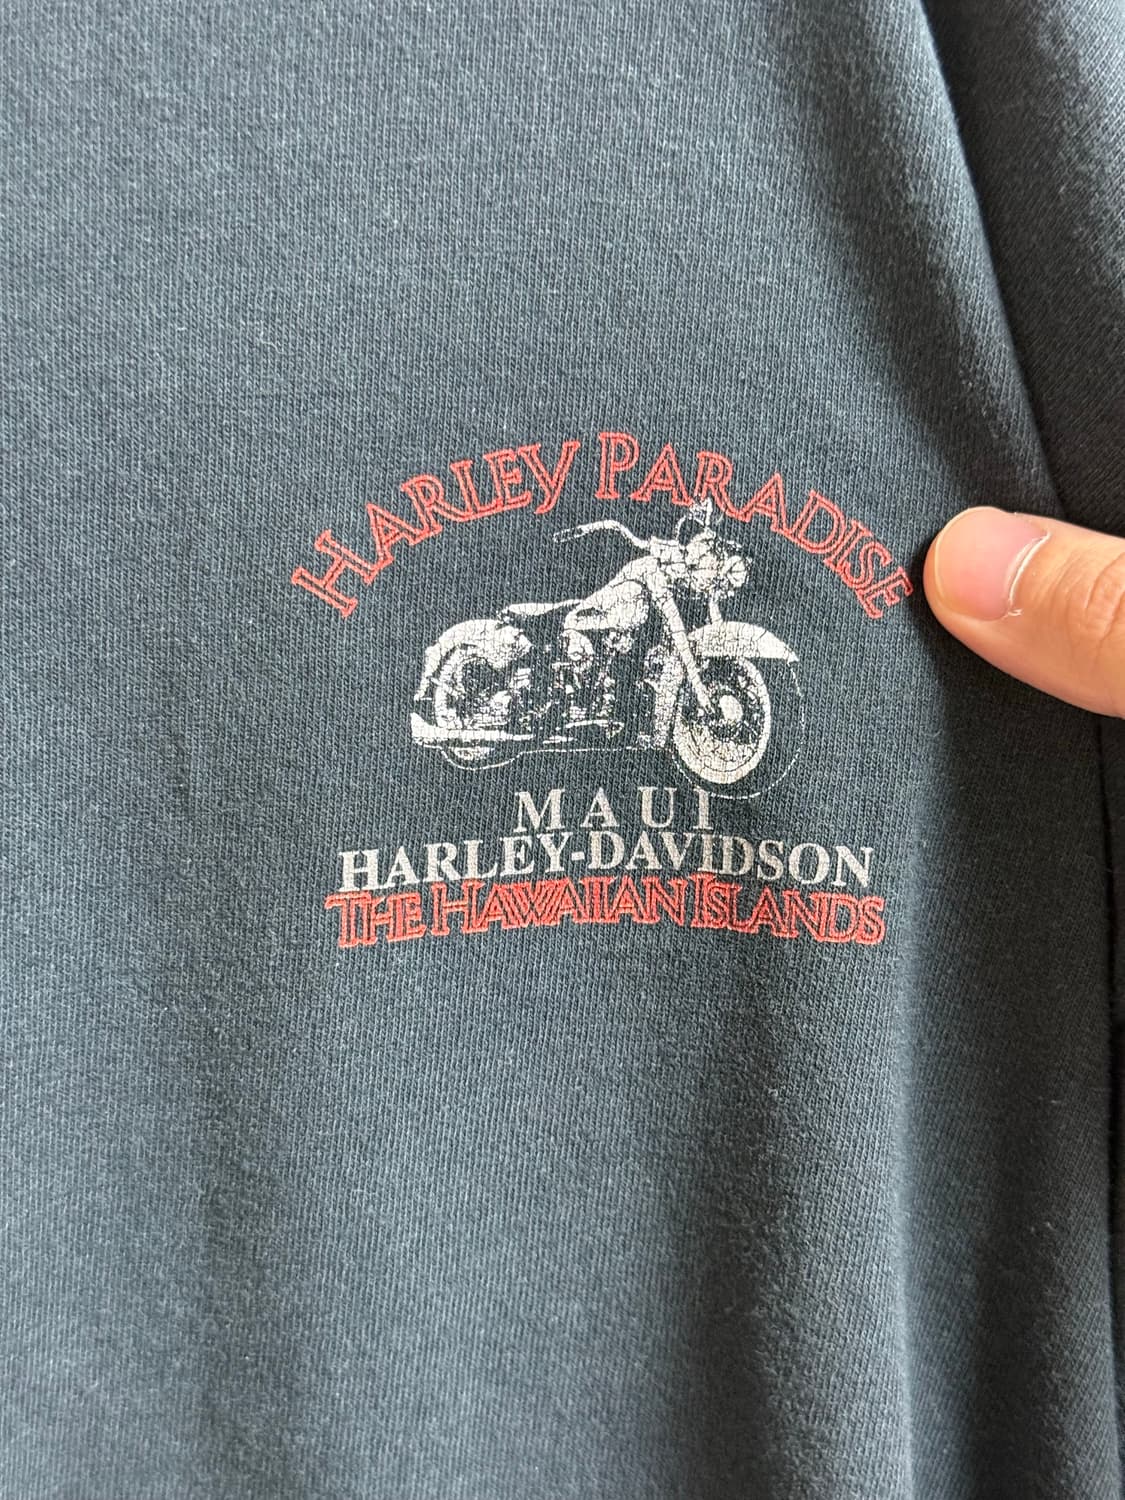 HARLEY PARADISE
MAUI
HARLEY-DAVIDSON
THE HAWAIIAN ISLANDS